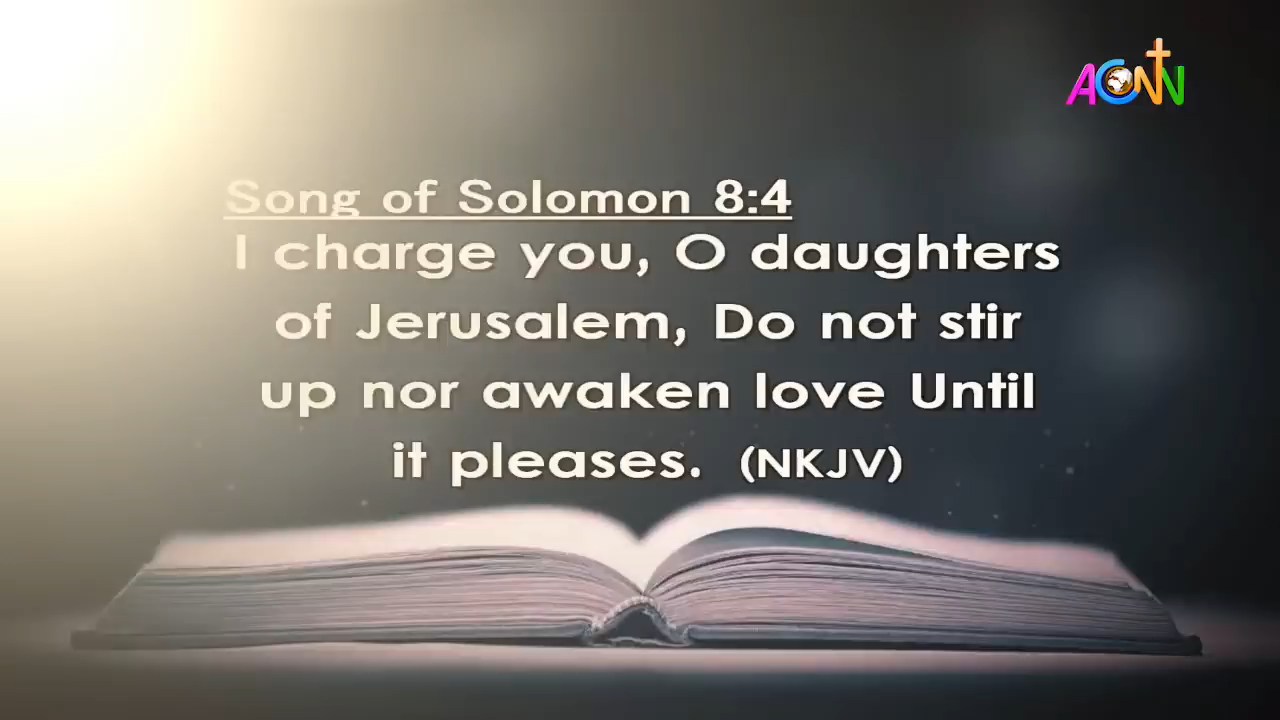 ACNN
Song of Solomon 8:4
I charge you, O daughters
of Jerusalem, Do not stir
up nor awaken love Until
it pleases. (NKJV)